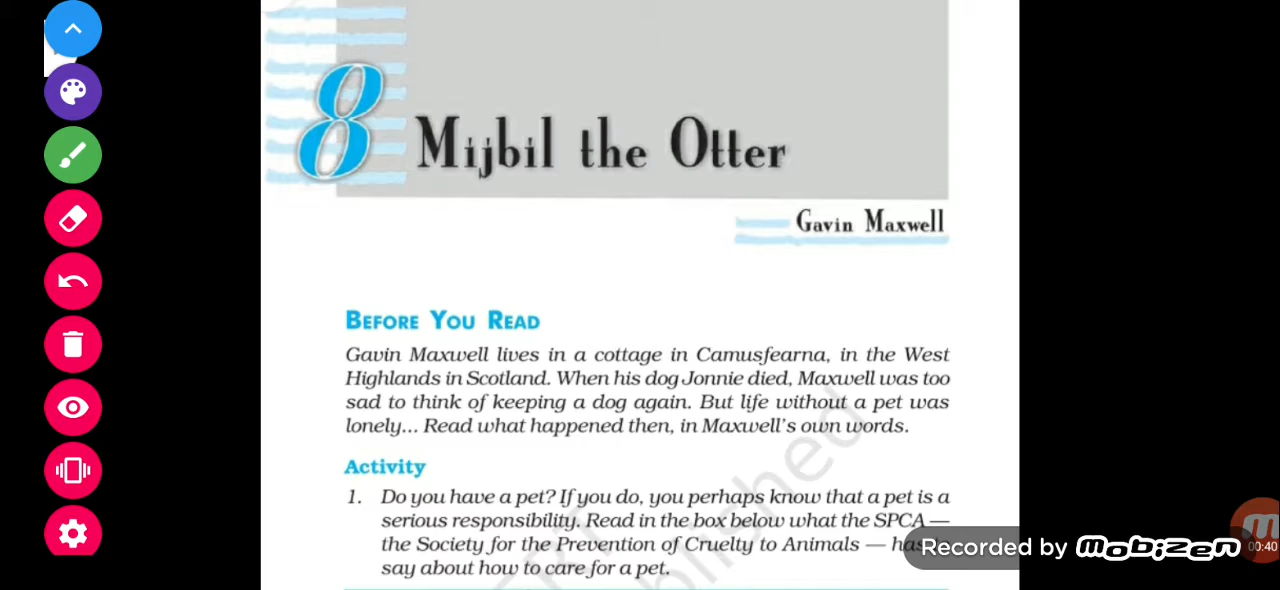 8 Mijbil the Otter
Gavin Maxwell
BEFORE YOU READ
Gavin Maxwell lives in a cottage in Camusfearna, in the West
Highlands in Scotland. When his dog Jonnie died, Maxwell was too
sad to think of keeping a dog again. But life without a pet was
lonely... Read what happened then, in Maxwell's own words.
Activity
1. Do you have a pet? If you do, you perhaps know that a pet is a
serious responsibility. Read in the box below what the SPCA —
the Society for the Prevention of Cruelty to Animals — has
say about how to care for a pet.
Recorded by mobizen
00:40